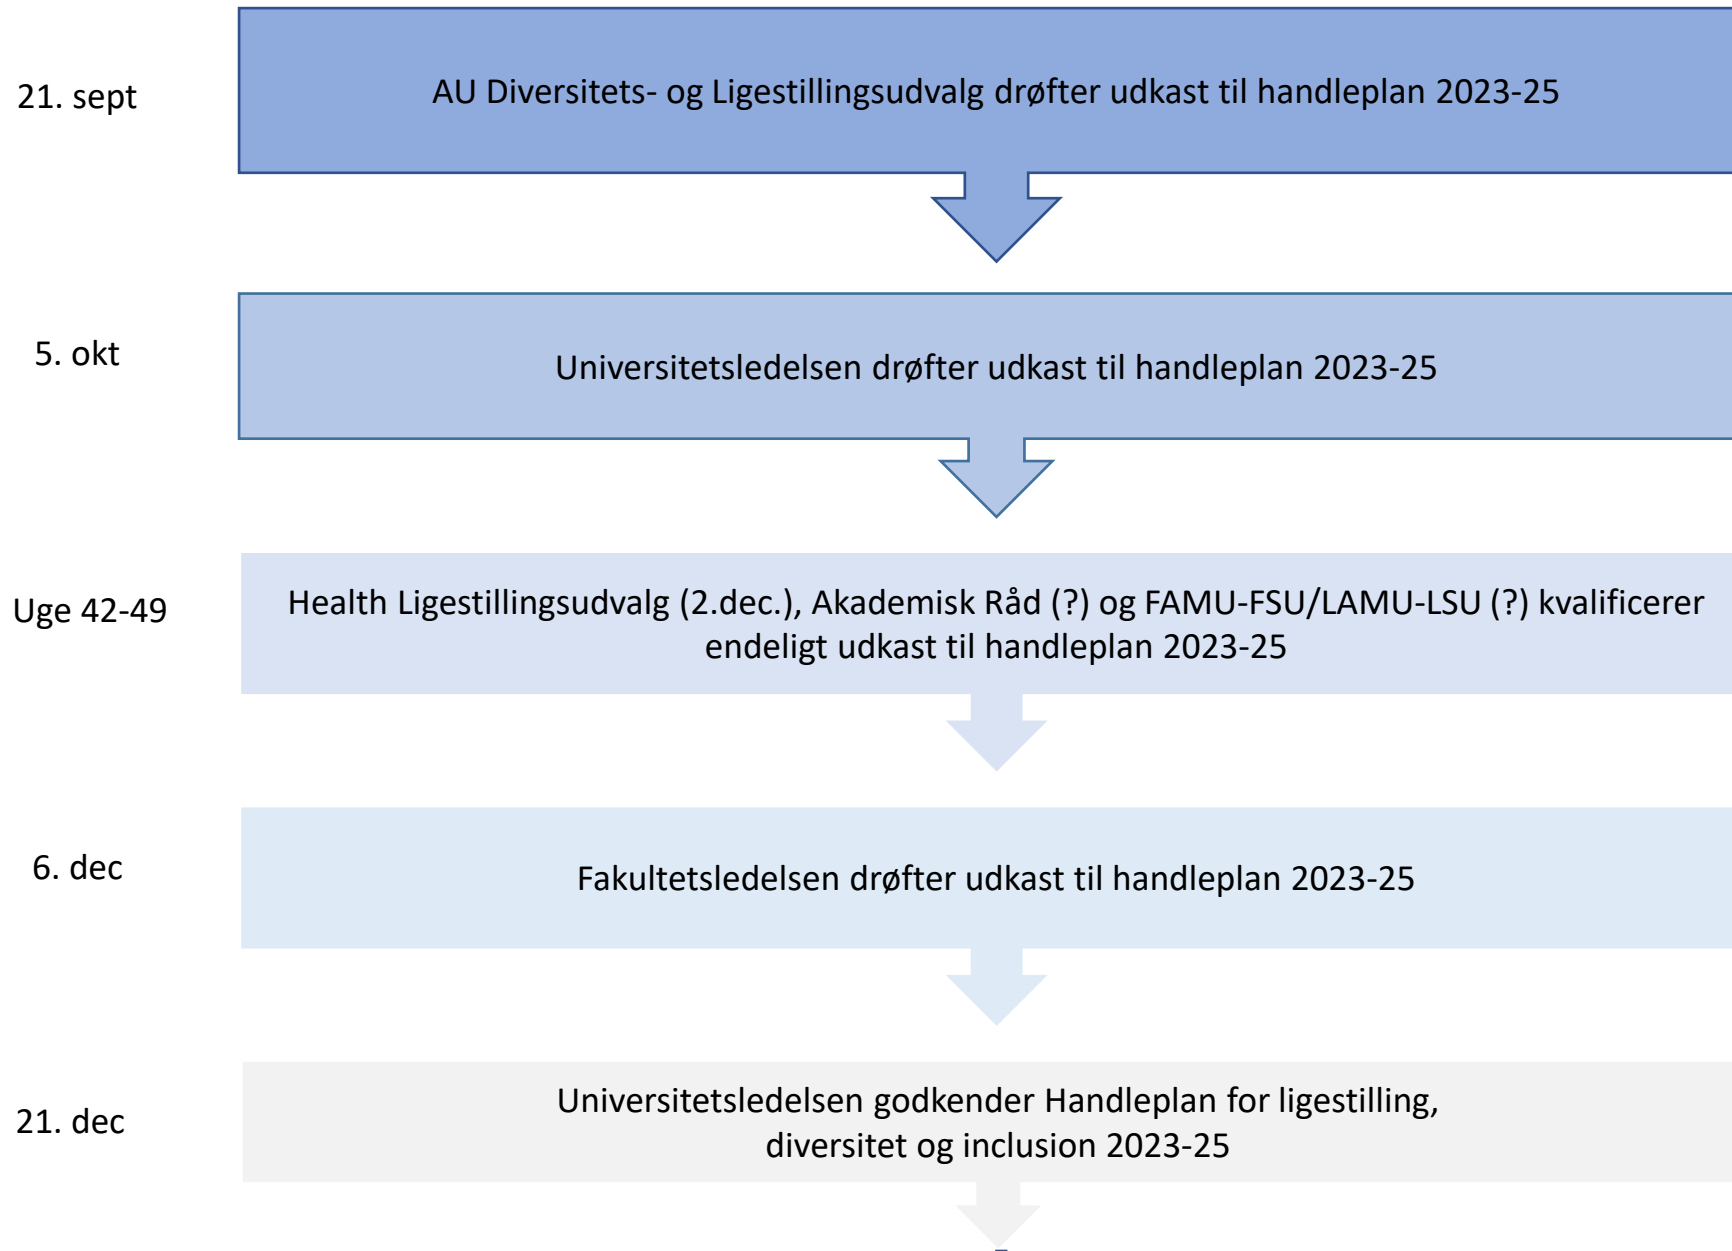 21. sept
AU Diversitets- og Ligestillingsudvalg drøfter udkast til handleplan 2023-25
5. okt
Universitetsledelsen drøfter udkast til handleplan 2023-25
Uge 42-49
Health Ligestillingsudvalg (2.dec.), Akademisk Råd (?) og FAMU-FSU/LAMU-LSU (?) kvalificerer
endeligt udkast til handleplan 2023-25
6. dec
Fakultetsledelsen drøfter udkast til handleplan 2023-25
21. dec
Universitetsledelsen godkender Handleplan for ligestilling,
diversitet og inclusion 2023-25